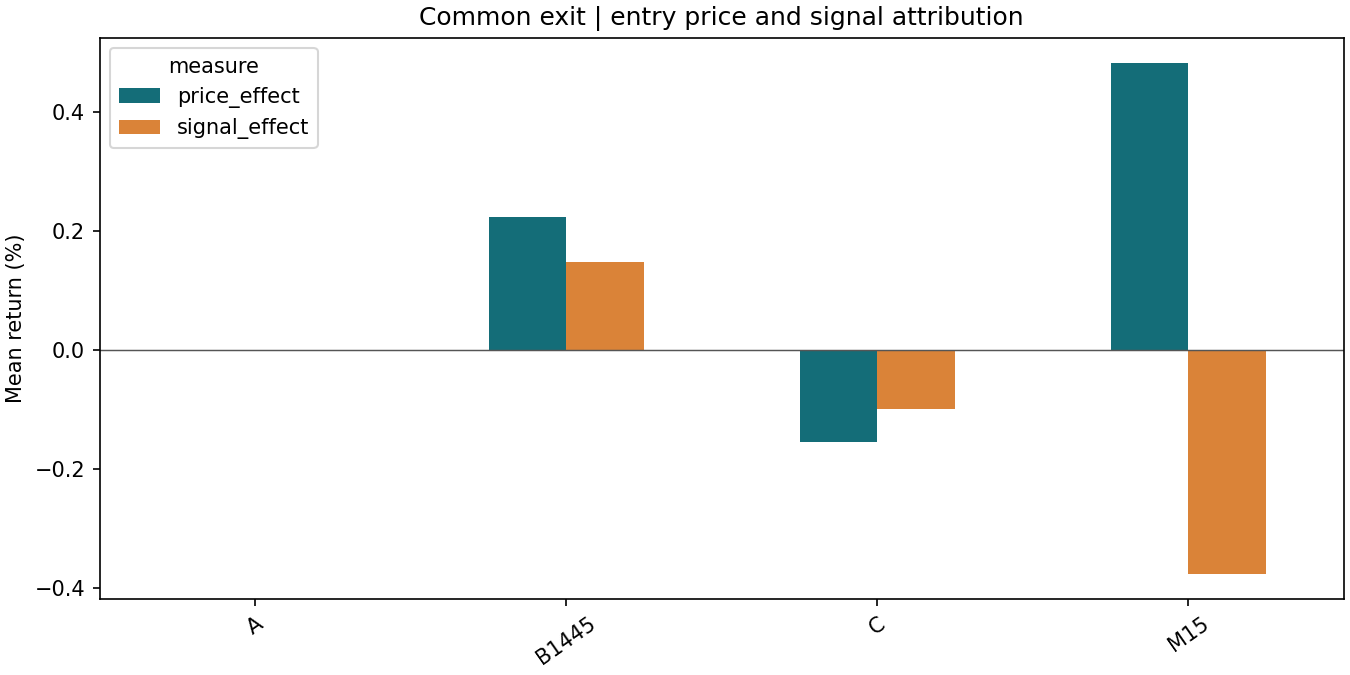 Common exit | entry price and signal attribution
measure
price_effect
signal_effect
Mean return (%)
0.4
0.2
0.0
−0.2
−0.4
A
B1445
C
M15